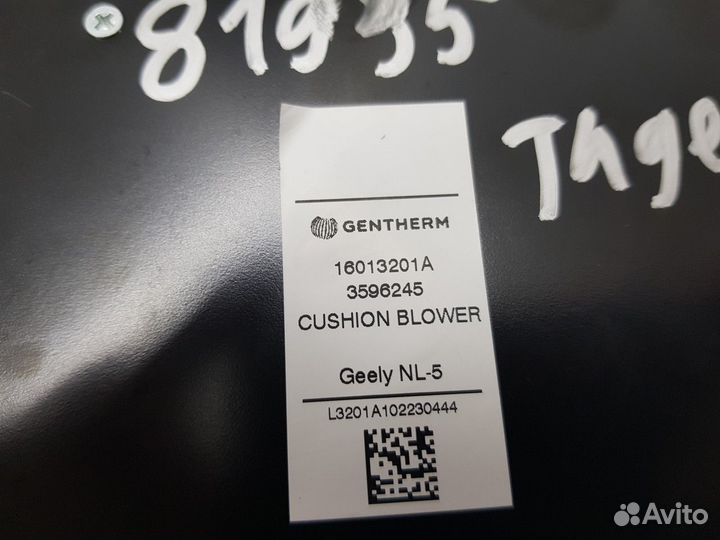 81935
Tage
GENTHERM
16013201A
3596245
CUSHION BLOWER
Geely NL-5
L3201A102230444
Avito